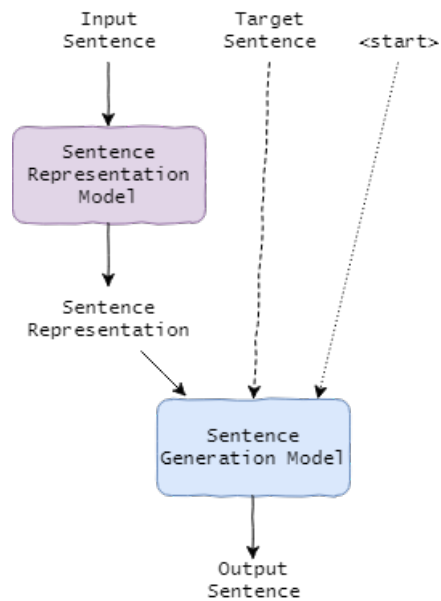 Input
Sentence
Target
Sentence
<start>
Sentence
Representation
Model
Sentence
Representation
Sentence
Generation Model
Output
Sentence